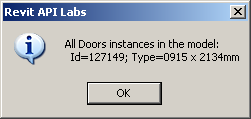 Revit API Labs
All Doors instances in the model:
Id=127149; Type=0915 x 2134mm
OK